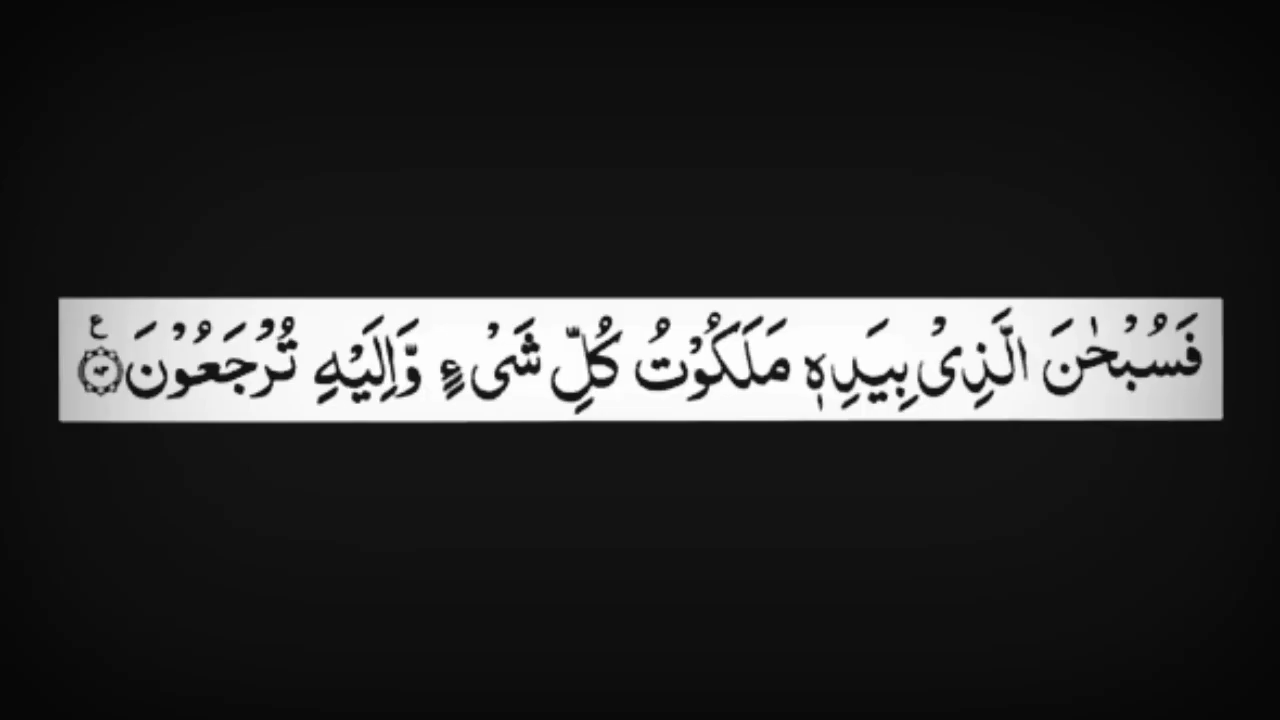 فَسُبْحٰنَ الَّذِیْ بِیَدِهٖ مَلَكُوْتُ كُلِّ شَیْءٍ وَّاِلَیْهِ تُرْجَعُوْنَ ع